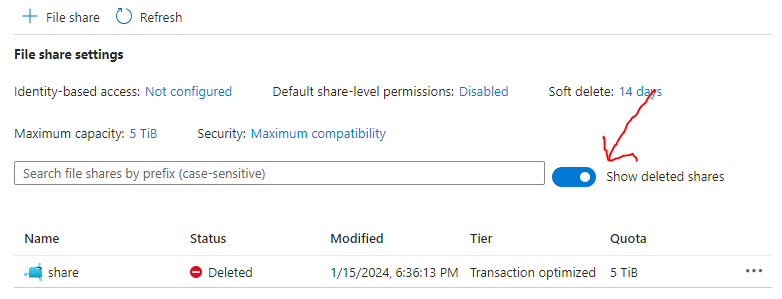 File share Refresh
File share settings
Identity-based access: Not configured Default share-level permissions: Disabled Soft delete: 14 days
Maximum capacity: 5 TiB Security: Maximum compatibility
Search file shares by prefix (case-sensitive) Show deleted shares
Name Status Modified Tier Quota
share Deleted 1/15/2024, 6:36:13 PM Transaction optimized 5 TiB